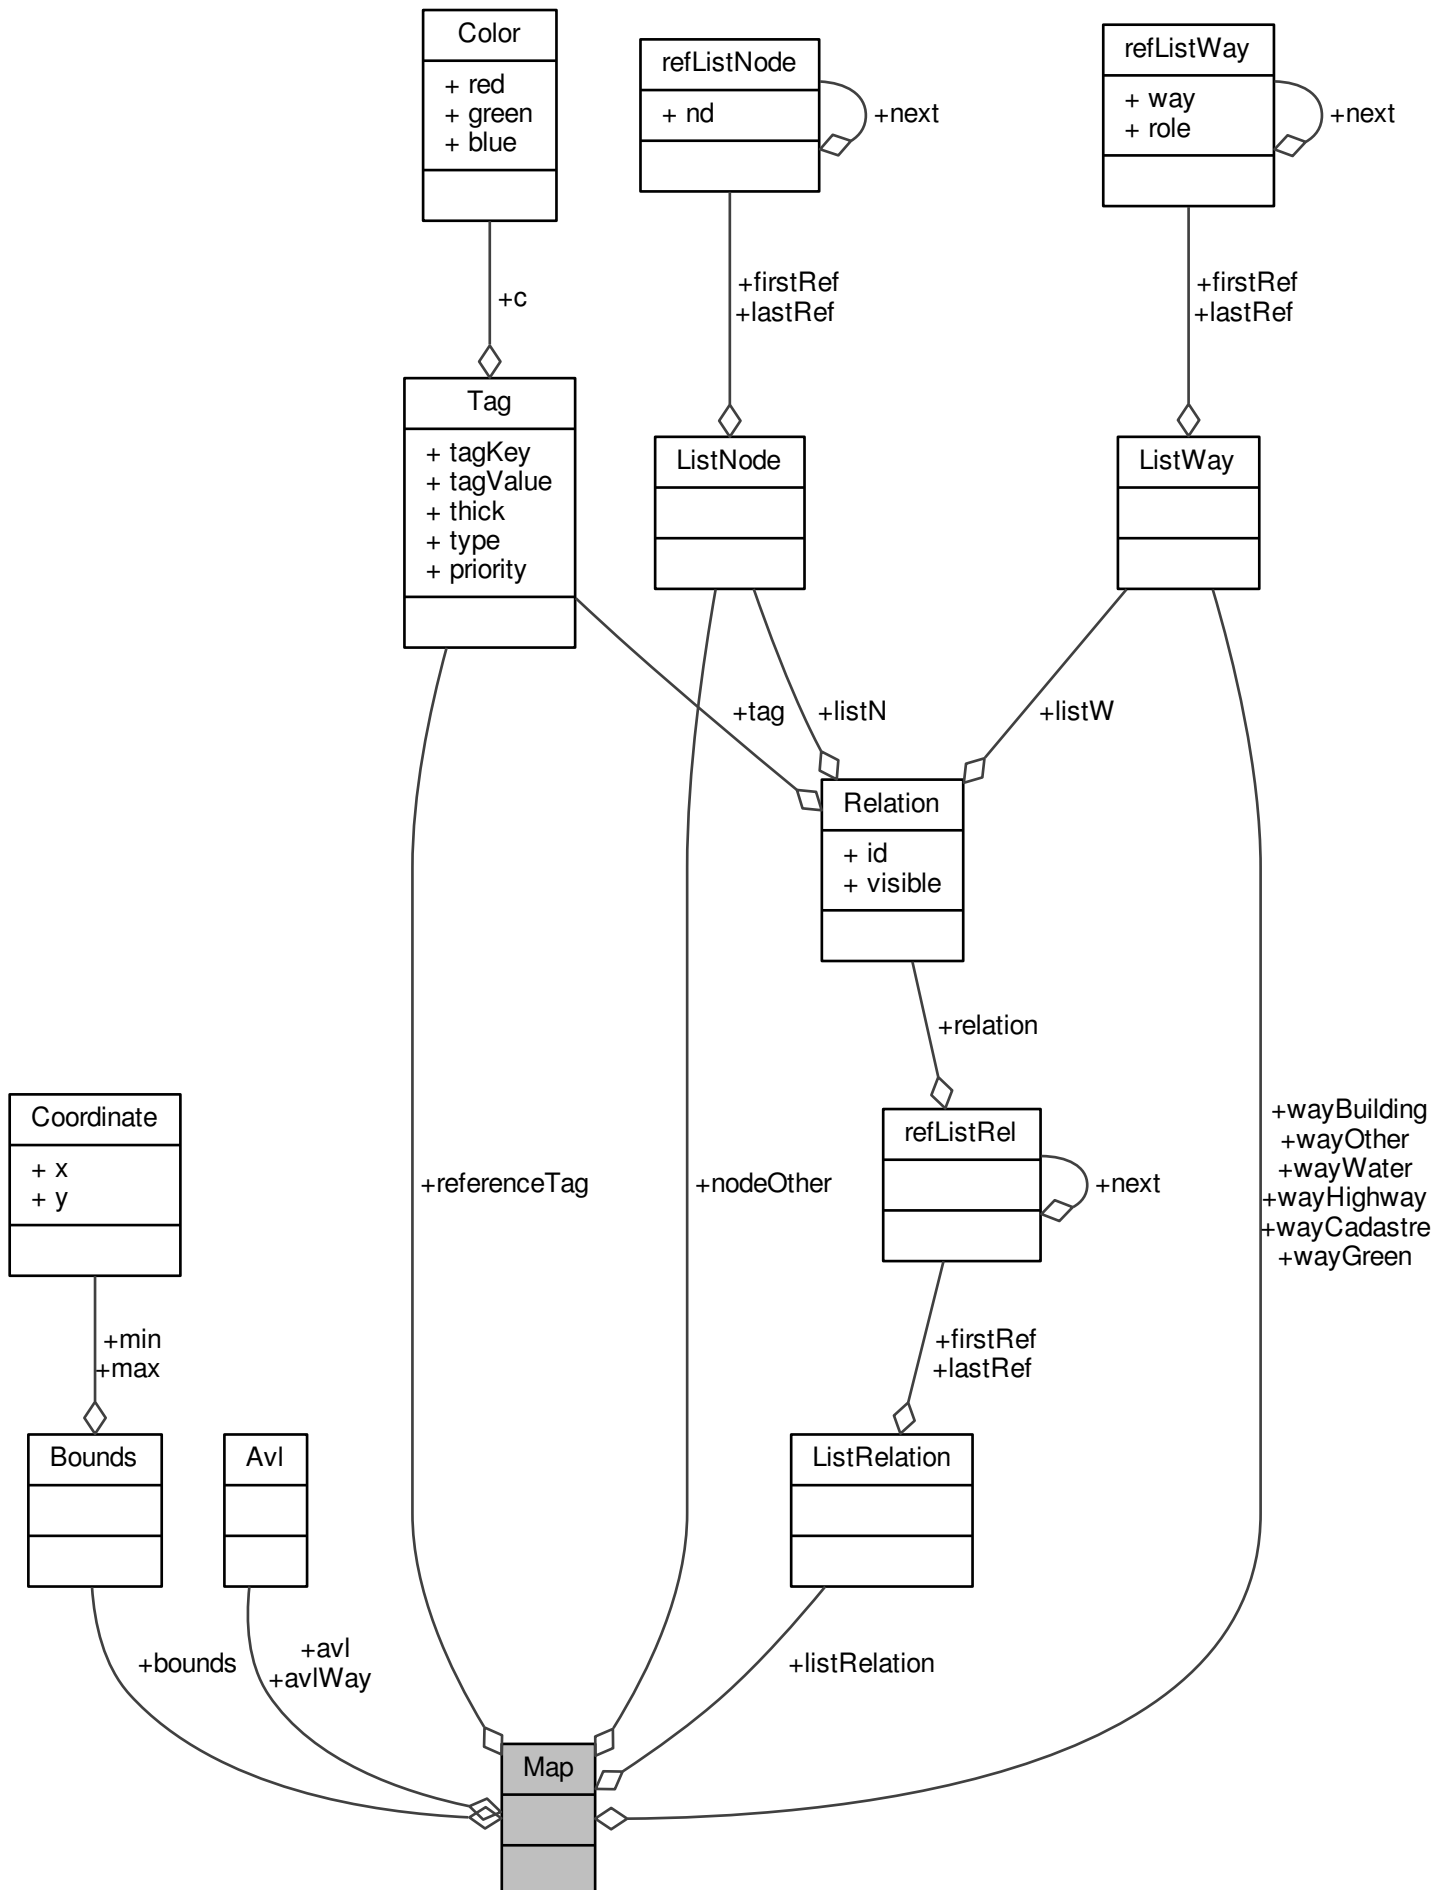 Color
+ red
+ green
+ blue
refListNode
+ nd
+next
refListWay
+ way
+ role
+next
+c
+firstRef
+lastRef
+firstRef
+lastRef
Tag
+ tagKey
+ tagValue
+ thick
+ type
+ priority
ListNode
ListWay
+tag
+listN
+listW
Relation
+ id
+ visible
+relation
Coordinate
+ x
+ y
refListRel
+next
+referenceTag
+nodeOther
+wayBuilding
+wayOther
+wayWater
+wayHighway
+wayCadastre
+wayGreen
+min
+max
+firstRef
+lastRef
Bounds
Avl
ListRelation
+bounds
+avl
+avlWay
+listRelation
Map